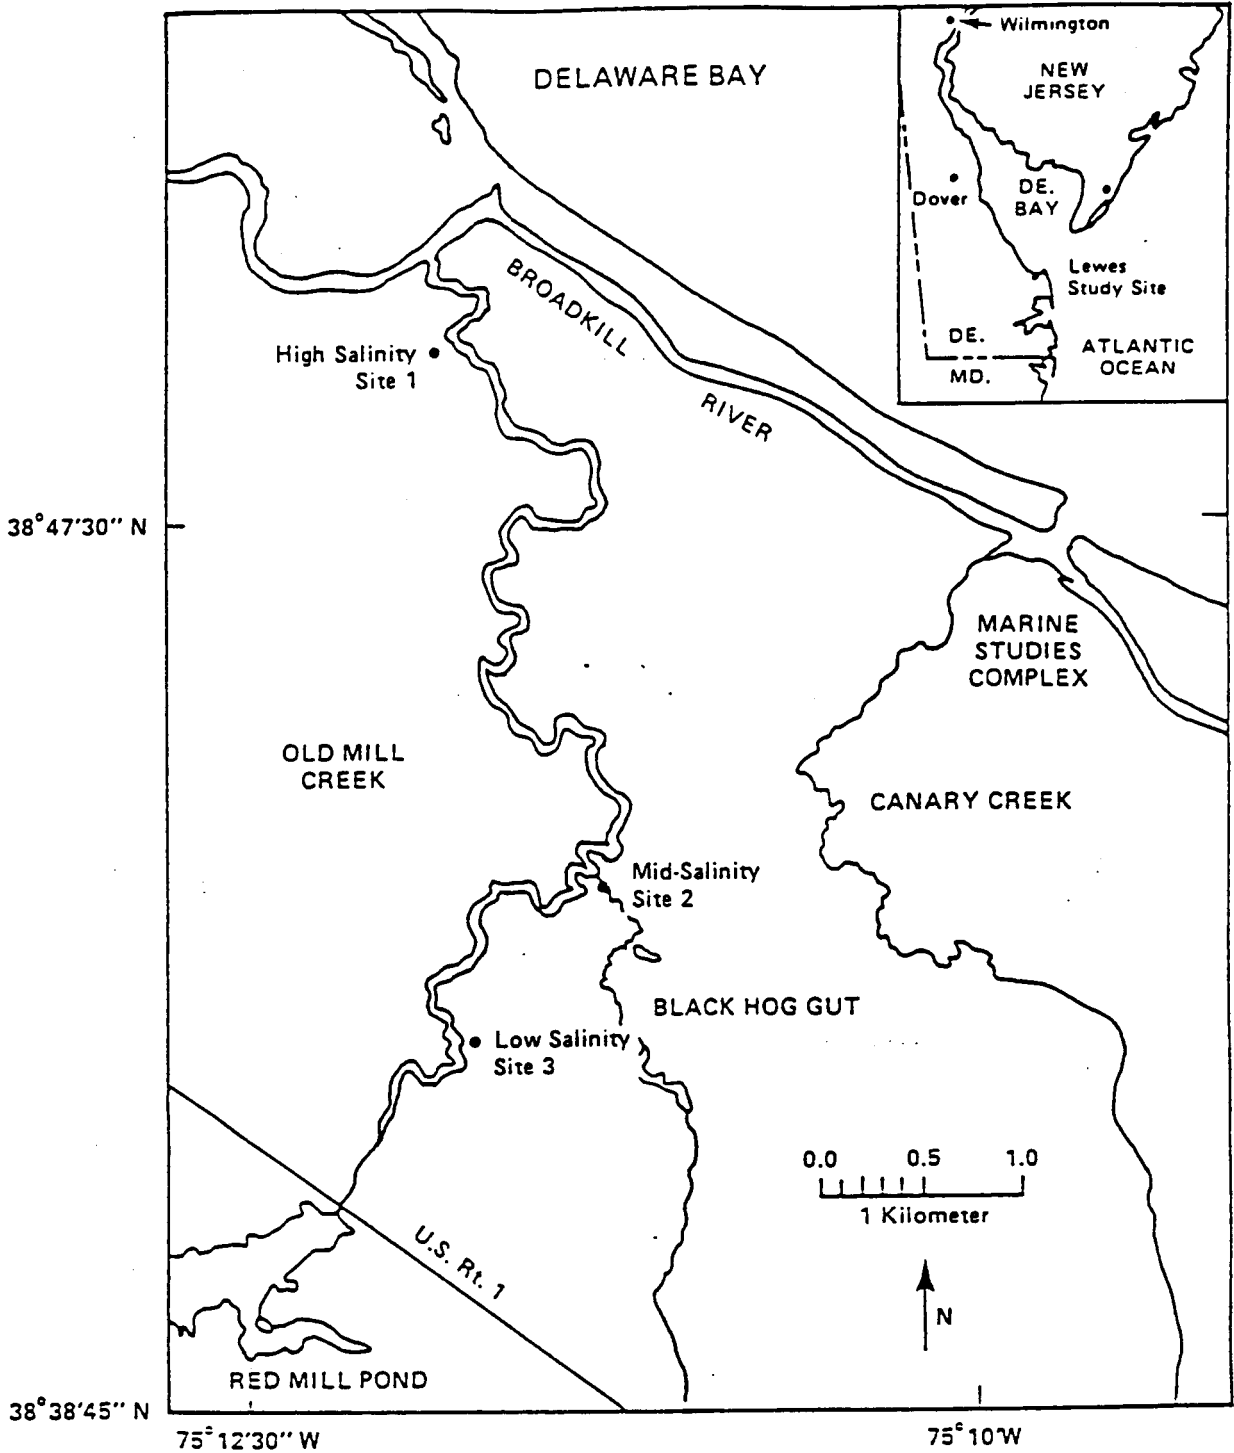 DELAWARE BAY
Wilmington
NEW
JERSEY
Dover
DE.
BAY
Lewes
Study Site
DE.
MD.
ATLANTIC
OCEAN
BROADKILL
RIVER
High Salinity
Site 1
38°47'30" N
MARINE
STUDIES
COMPLEX
OLD MILL
CREEK
CANARY CREEK
Mid-Salinity
Site 2
BLACK HOG GUT
Low Salinity
Site 3
0.0 0.5 1.0
1 Kilometer
U.S. Rt. 1
N
RED MILL POND
38°38'45" N
75°12'30" W
75°10'W